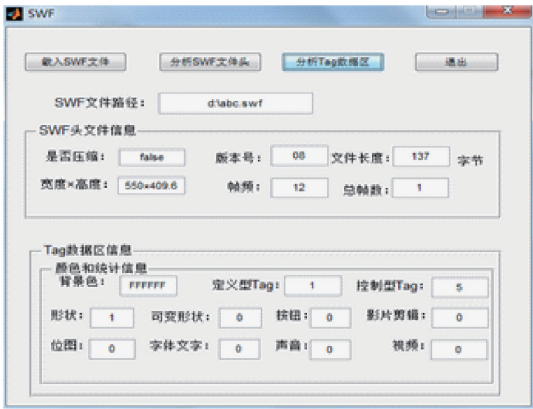 SWF
载入SWF文件 分析SWF文件头 分析Tag数据区 退出
SWF文件路径： d:\abc.swf
SWF头文件信息
是否压缩： false 版本号： 08 文件长度： 137 字节
宽度×高度： 550×409.6 帧频： 12 总帧数： 1
Tag数据区信息
颜色和统计信息
背景色： FFFFFF 定义型Tag： 1 控制型Tag： 5
形状： 1 可变形状： 0 按钮： 0 影片剪辑： 0
位图： 0 字体文字： 0 声音： 0 视频： 0